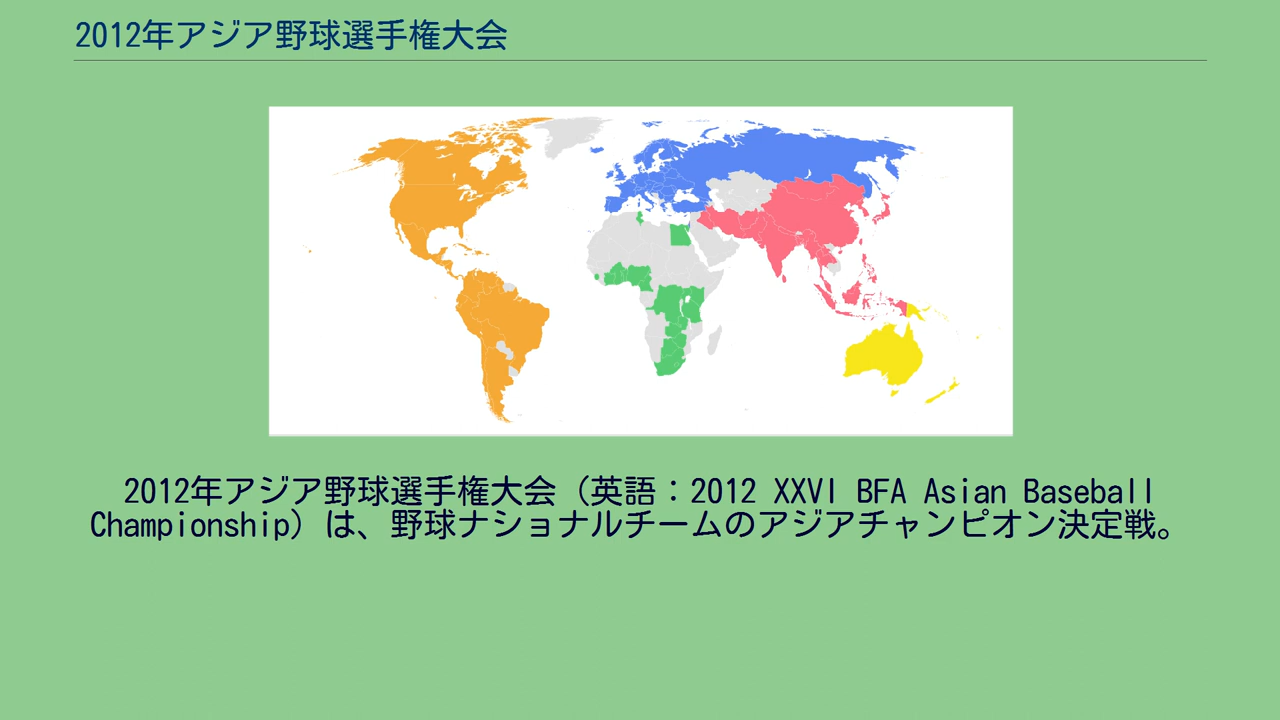 2012年アジア野球選手権大会
2012年アジア野球選手権大会（英語：2012 XXVI BFA Asian Baseball
Championship）は、野球ナショナルチームのアジアチャンピオン決定戦。